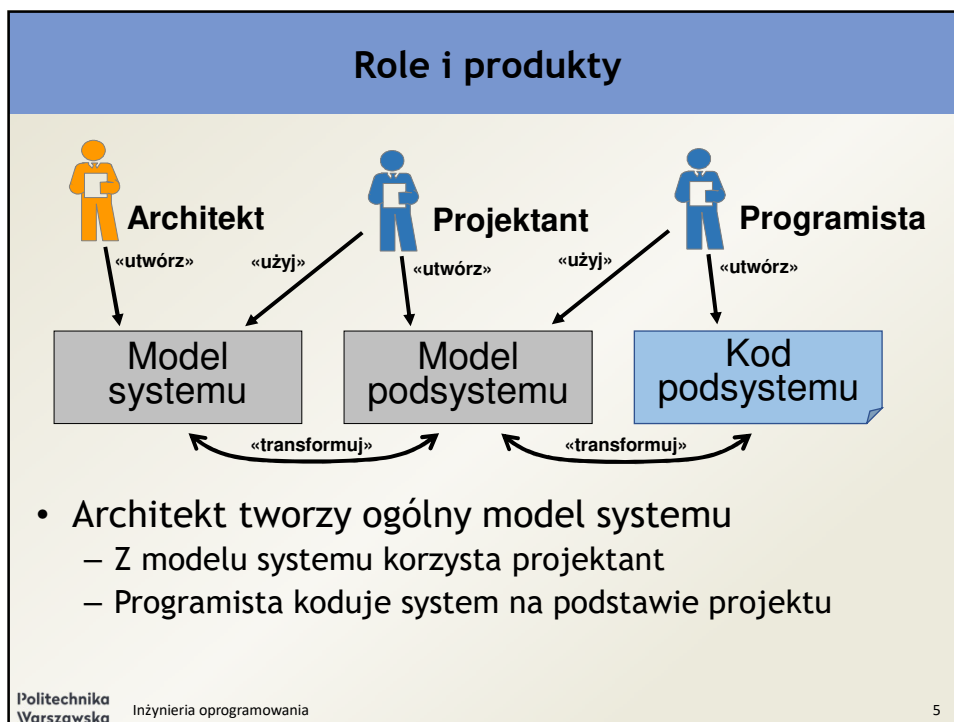 Role i produkty
Architekt
Projektant
Programista
«utwórz»
«użyj»
«utwórz»
«użyj»
«utwórz»
Model
systemu
Model
podsystemu
Kod
podsystemu
«transformuj»
«transformuj»
• Architekt tworzy ogólny model systemu
– Z modelu systemu korzysta projektant
– Programista koduje system na podstawie projektu
Politechnika
Warszawska
Inżynieria oprogramowania
5